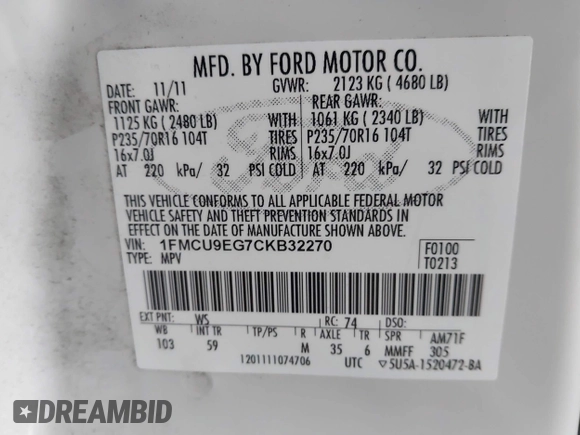 MFD. BY FORD MOTOR CO.
DATE: 11/11 GVWR: 2123 KG ( 4680 LB)
FRONT GAWR: REAR GAWR:
1125 KG ( 2480 LB) WITH 1061 KG ( 2340 LB) WITH
P235/70R16 104T TIRES P235/70R16 104T TIRES
16x7.0J RIMS 16x7.0J RIMS
AT 220 kPa/ 32 PSI COLD AT 220 kPa/ 32 PSI COLD
THIS VEHICLE CONFORMS TO ALL APPLICABLE FEDERAL MOTOR
VEHICLE SAFETY AND THEFT PREVENTION STANDARDS IN
EFFECT ON THE DATE OF MANUFACTURE SHOWN ABOVE.
VIN: 1FMCU9EG7CKB32270 F0100
TYPE: MPV T0213
EXT PNT: WS RC: 74 DSO:
WB INT TR TP/PS R AXLE TR SPR AM71F
103 59 M 35 6 MMFF 305
1201111074706 UTC 5U5A-1520472-BA
Ford
DREAMBID